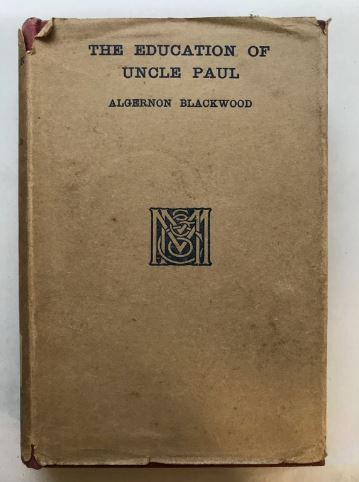 THE EDUCATION OF
UNCLE PAUL
ALGERNON BLACKWOOD